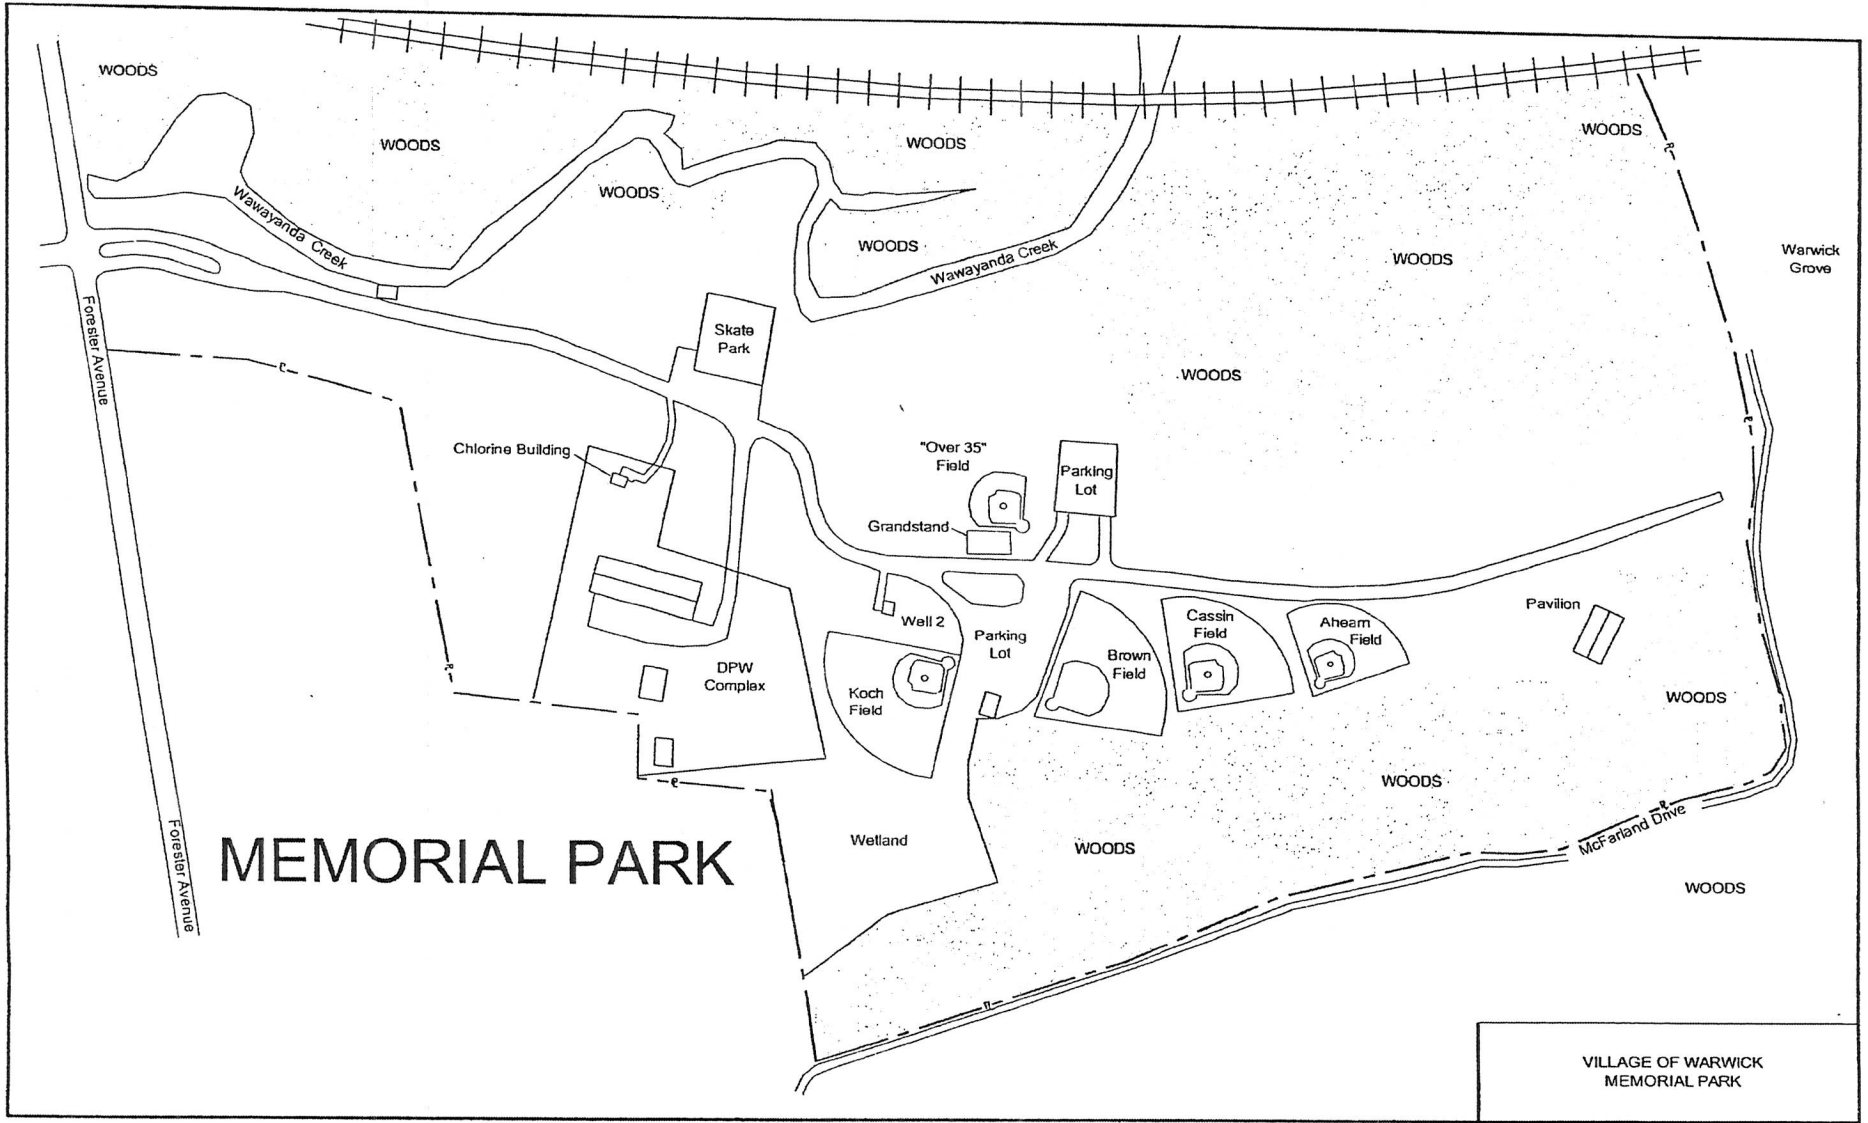 WOODS
WOODS
WOODS
WOODS
WOODS
WOODS
Wawayanda Creek
Wawayanda Creek
WOODS
Warwick
Grove
Forester Avenue
Skate
Park
WOODS
Chlorine Building
"Over 35"
Field
Parking
Lot
Grandstand
Well 2
Parking
Lot
Cassin
Field
Ahearn
Field
Pavilion
Brown
Field
DPW
Complex
Koch
Field
WOODS
WOODS
McFarland Drive
Wetland
WOODS
WOODS
Forester Avenue
MEMORIAL PARK
VILLAGE OF WARWICK
MEMORIAL PARK